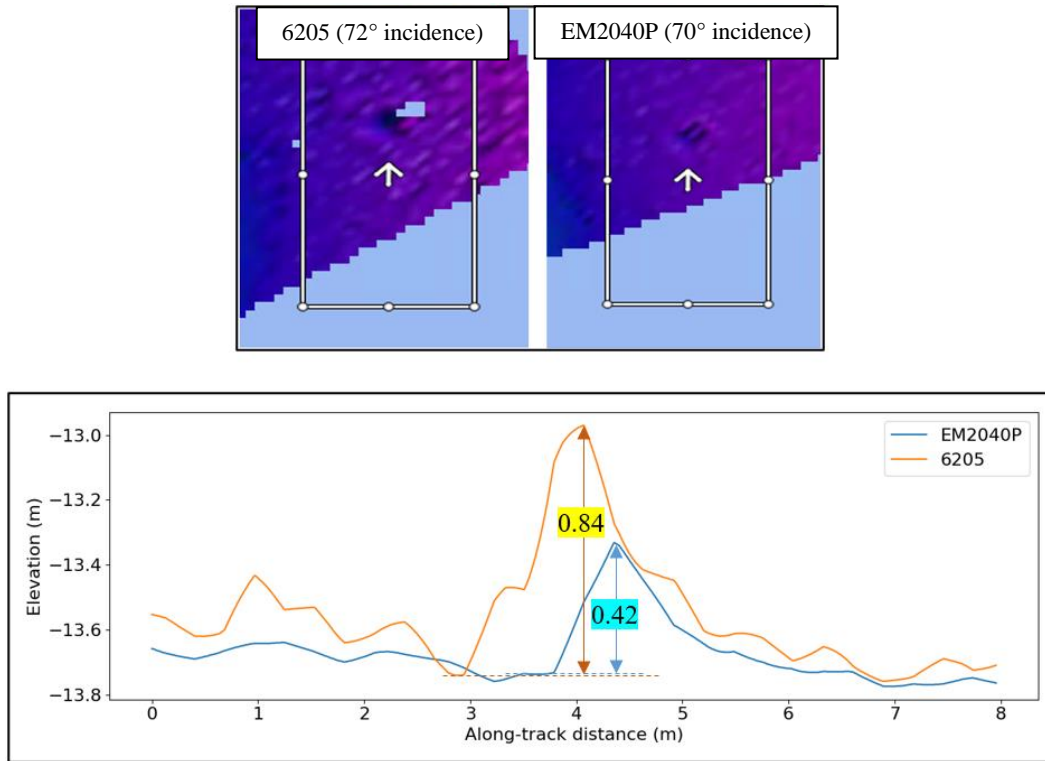 6205 (72° incidence)
EM2040P (70° incidence)
EM2040P
6205
0.84
0.42
Elevation (m)
−13.0
−13.2
−13.4
−13.6
−13.8
0 1 2 3 4 5 6 7 8
Along-track distance (m)